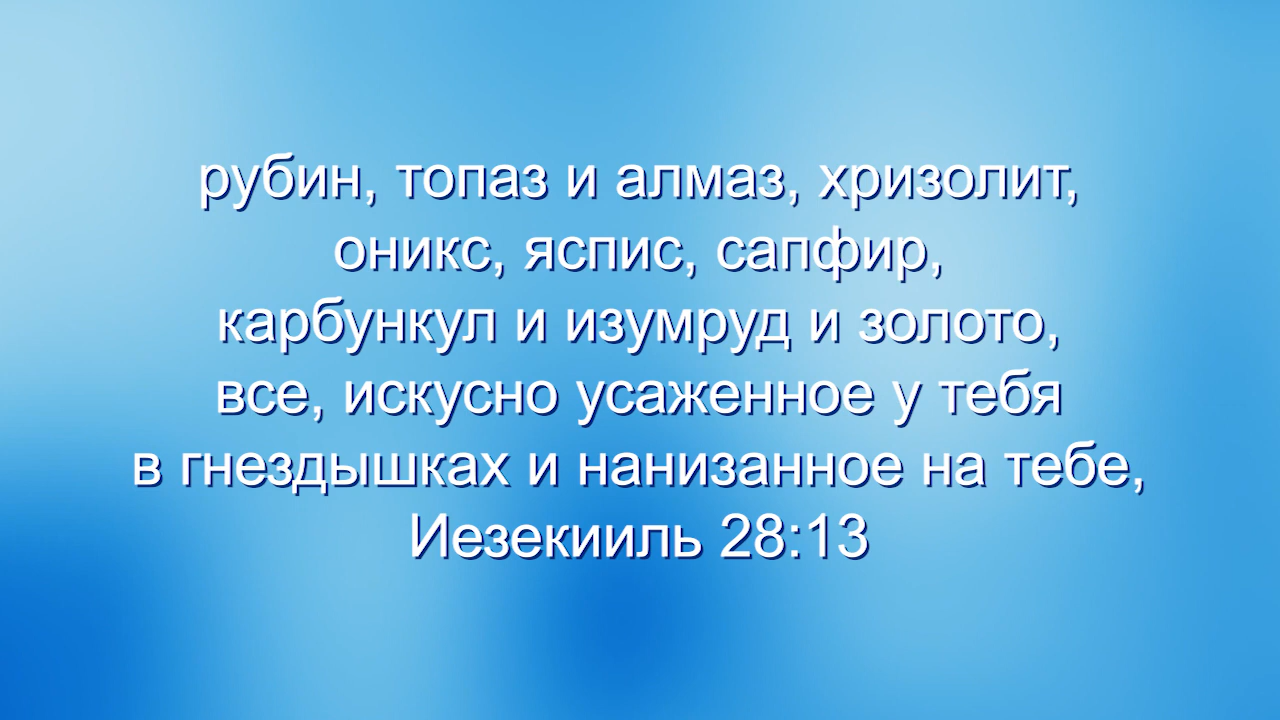 рубин, топаз и алмаз, хризолит,
оникс, яспис, сапфир,
карбункул и изумруд и золото,
все, искусно усаженное у тебя
в гнездышках и нанизанное на тебе,
Иезекииль 28:13